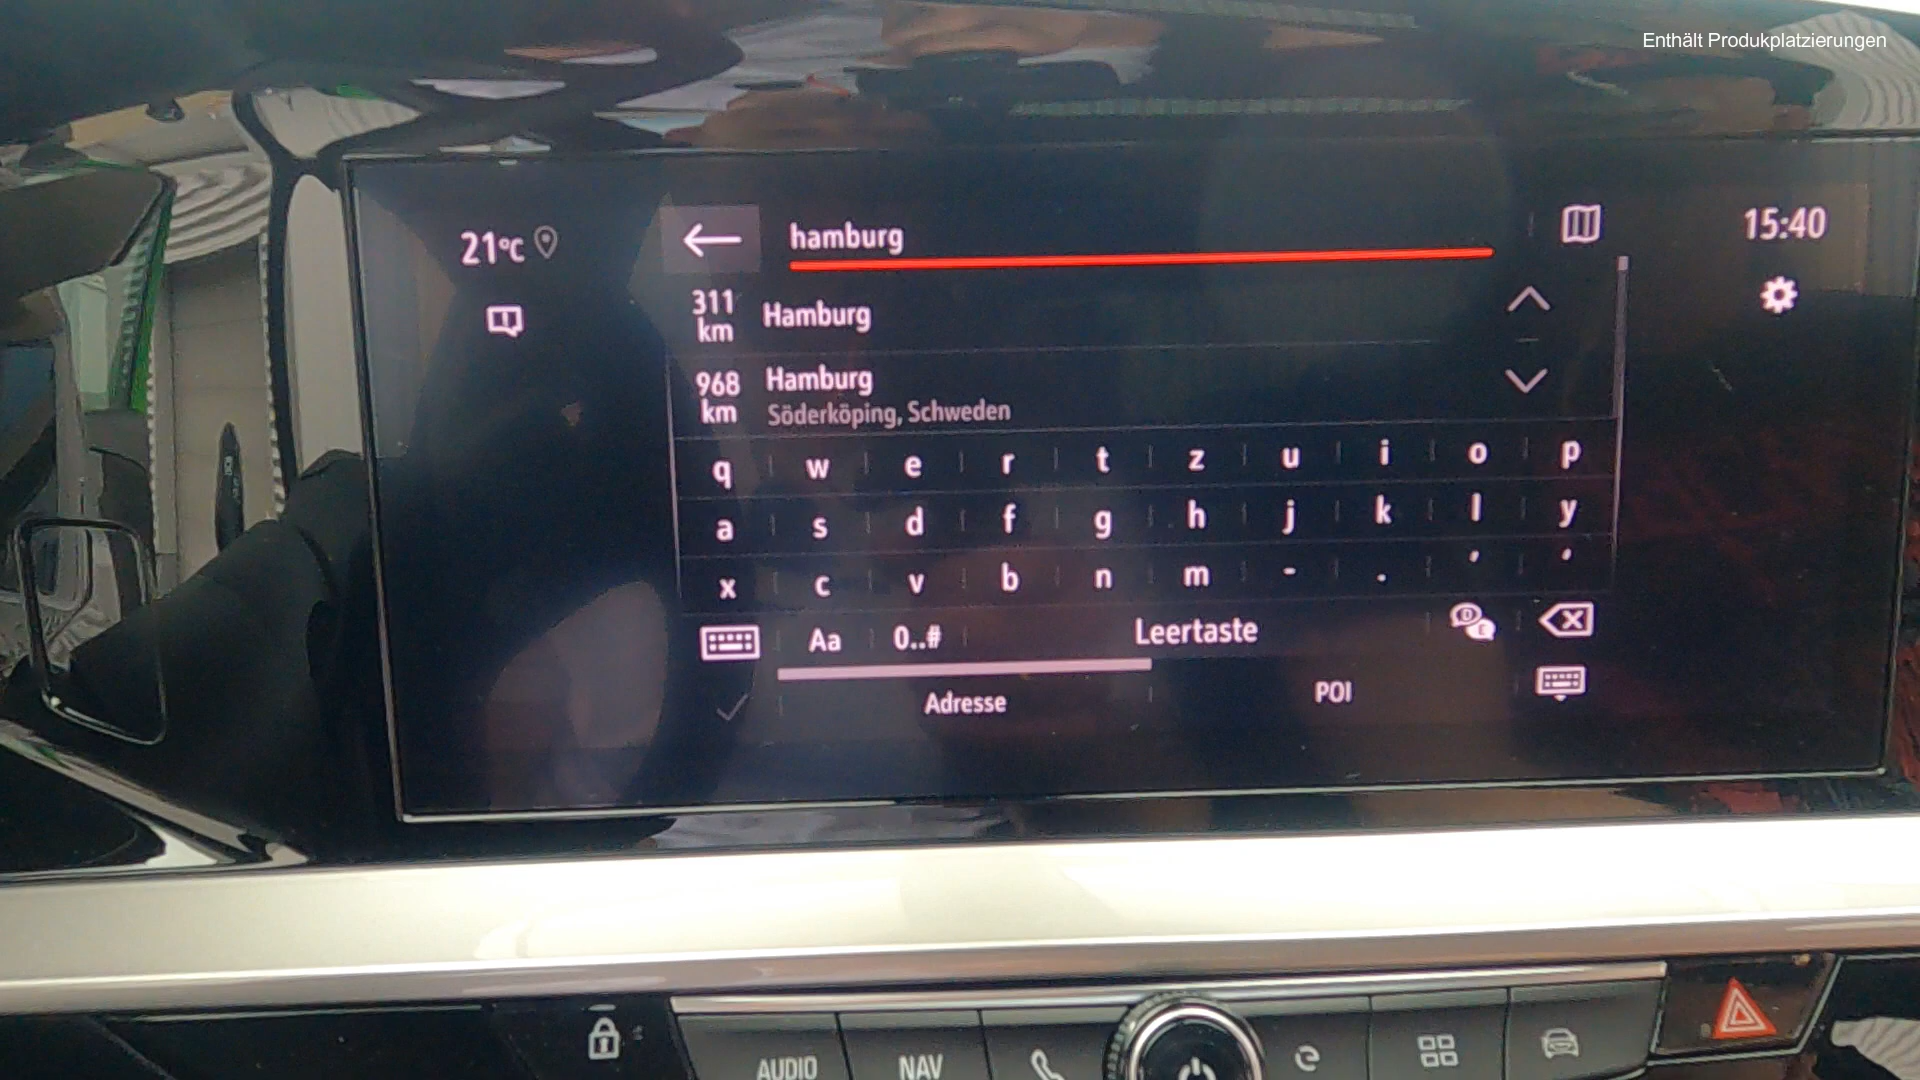 Enthält Produkplatzierungen
21°C
hamburg
15:40
311 km
Hamburg
968 km
Hamburg
Söderköping, Schweden
q w e r t z u i o p
a s d f g h j k l y
x c v b n m - . ' '
Aa 0..# Leertaste
Adresse POI
AUDIO NAV